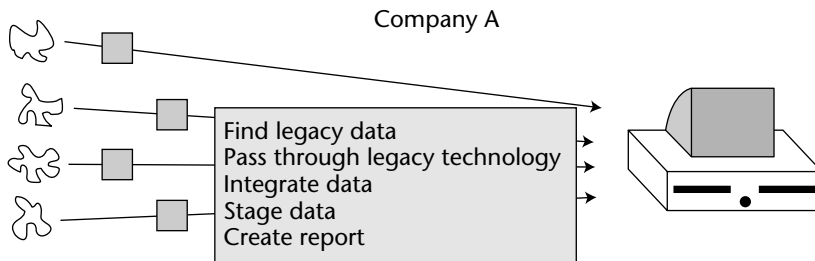 Company A
Find legacy data
Pass through legacy technology
Integrate data
Stage data
Create report